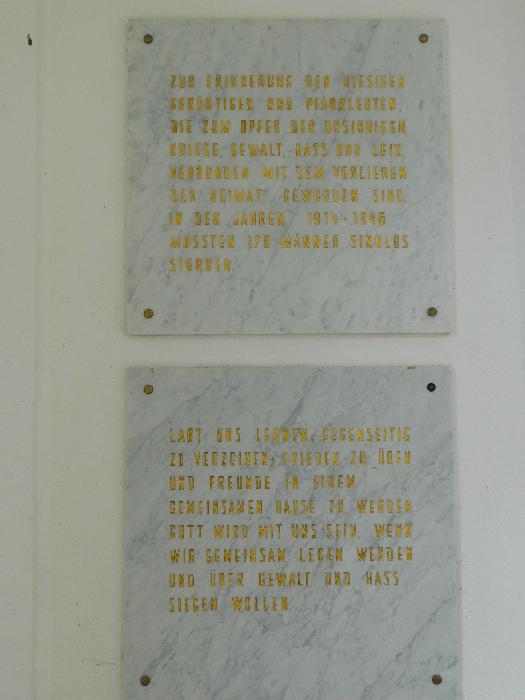 ZUR ERINNERUNG DEN HIESIGEN
GEBÜRTIGEN UND PFARRLEUTEN,
DIE ZUM OPFER DER UNSINNIGEN
KRIEGE, GEWALT, HASS UND LEID,
VERBUNDEN MIT DEM VERLIEREN
DER HEIMAT, GEWORDEN SIND.
IN DEN JAHREN 1914-1946
MUSSTEN 170 MÄNNER SINNLOS
STERBEN.
LAßT UNS LERNEN, GEGENSEITIG
ZU VERZEIHEN, FRIEDEN ZU ÜBEN
UND FREUNDE IN EINEM
GEMEINSAMEN HAUSE ZU WERDEN
GOTT WIRD MIT UNS SEIN, WENN
WIR GEMEINSAM LEBEN WERDEN
UND ÜBER GEWALT UND HASS
SIEGEN WOLLEN.